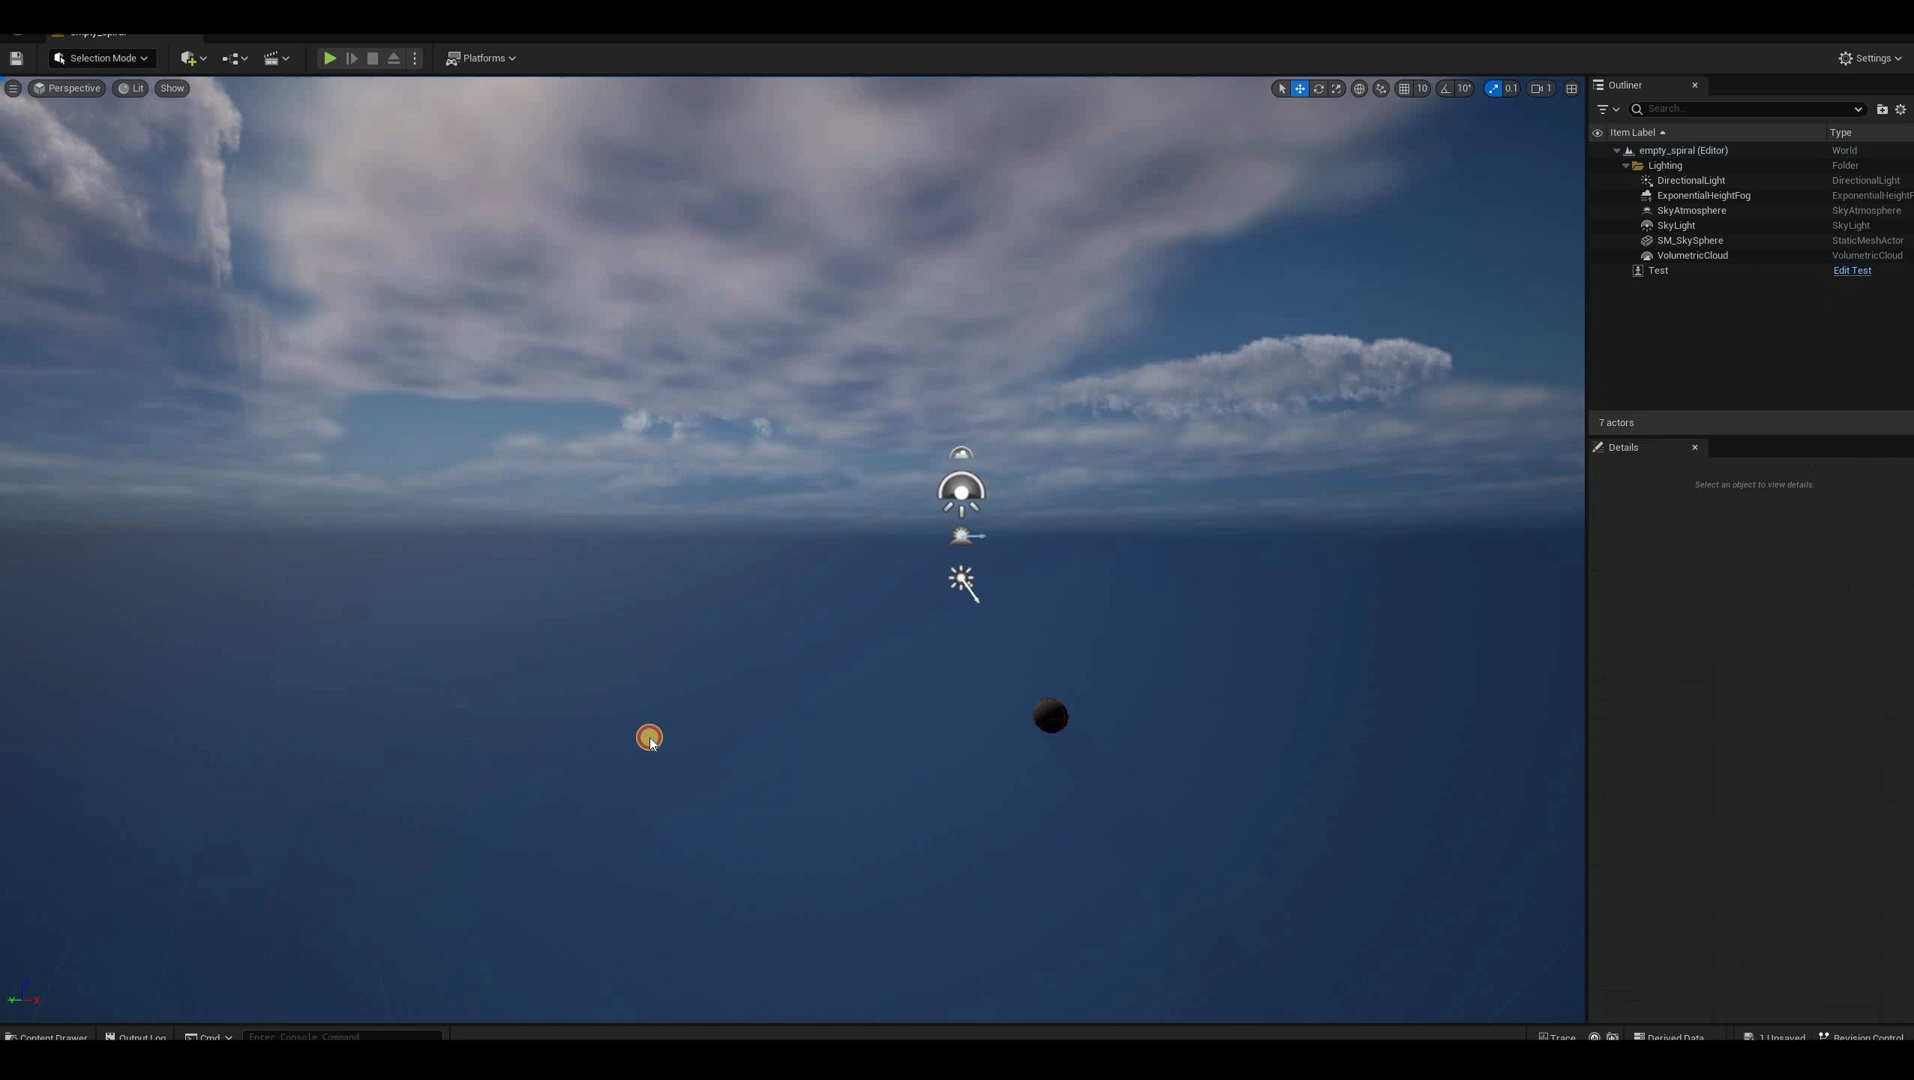 empty_spiral
Selection Mode
Platforms
Settings
Perspective
Lit
Show
10
10°
0.1
1
Outliner
Search...
Item Label
Type
empty_spiral (Editor)
World
Lighting
Folder
DirectionalLight
DirectionalLight
ExponentialHeightFog
ExponentialHeightF
SkyAtmosphere
SkyAtmosphere
SkyLight
SkyLight
SM_SkySphere
StaticMeshActor
VolumetricCloud
VolumetricCloud
Test
Edit Test
7 actors
Details
Select an object to view details.
Y
X
Content Drawer
Output Log
Cmd
Enter Console Command
Trace
Derived Data
1 Unsaved
Revision Control